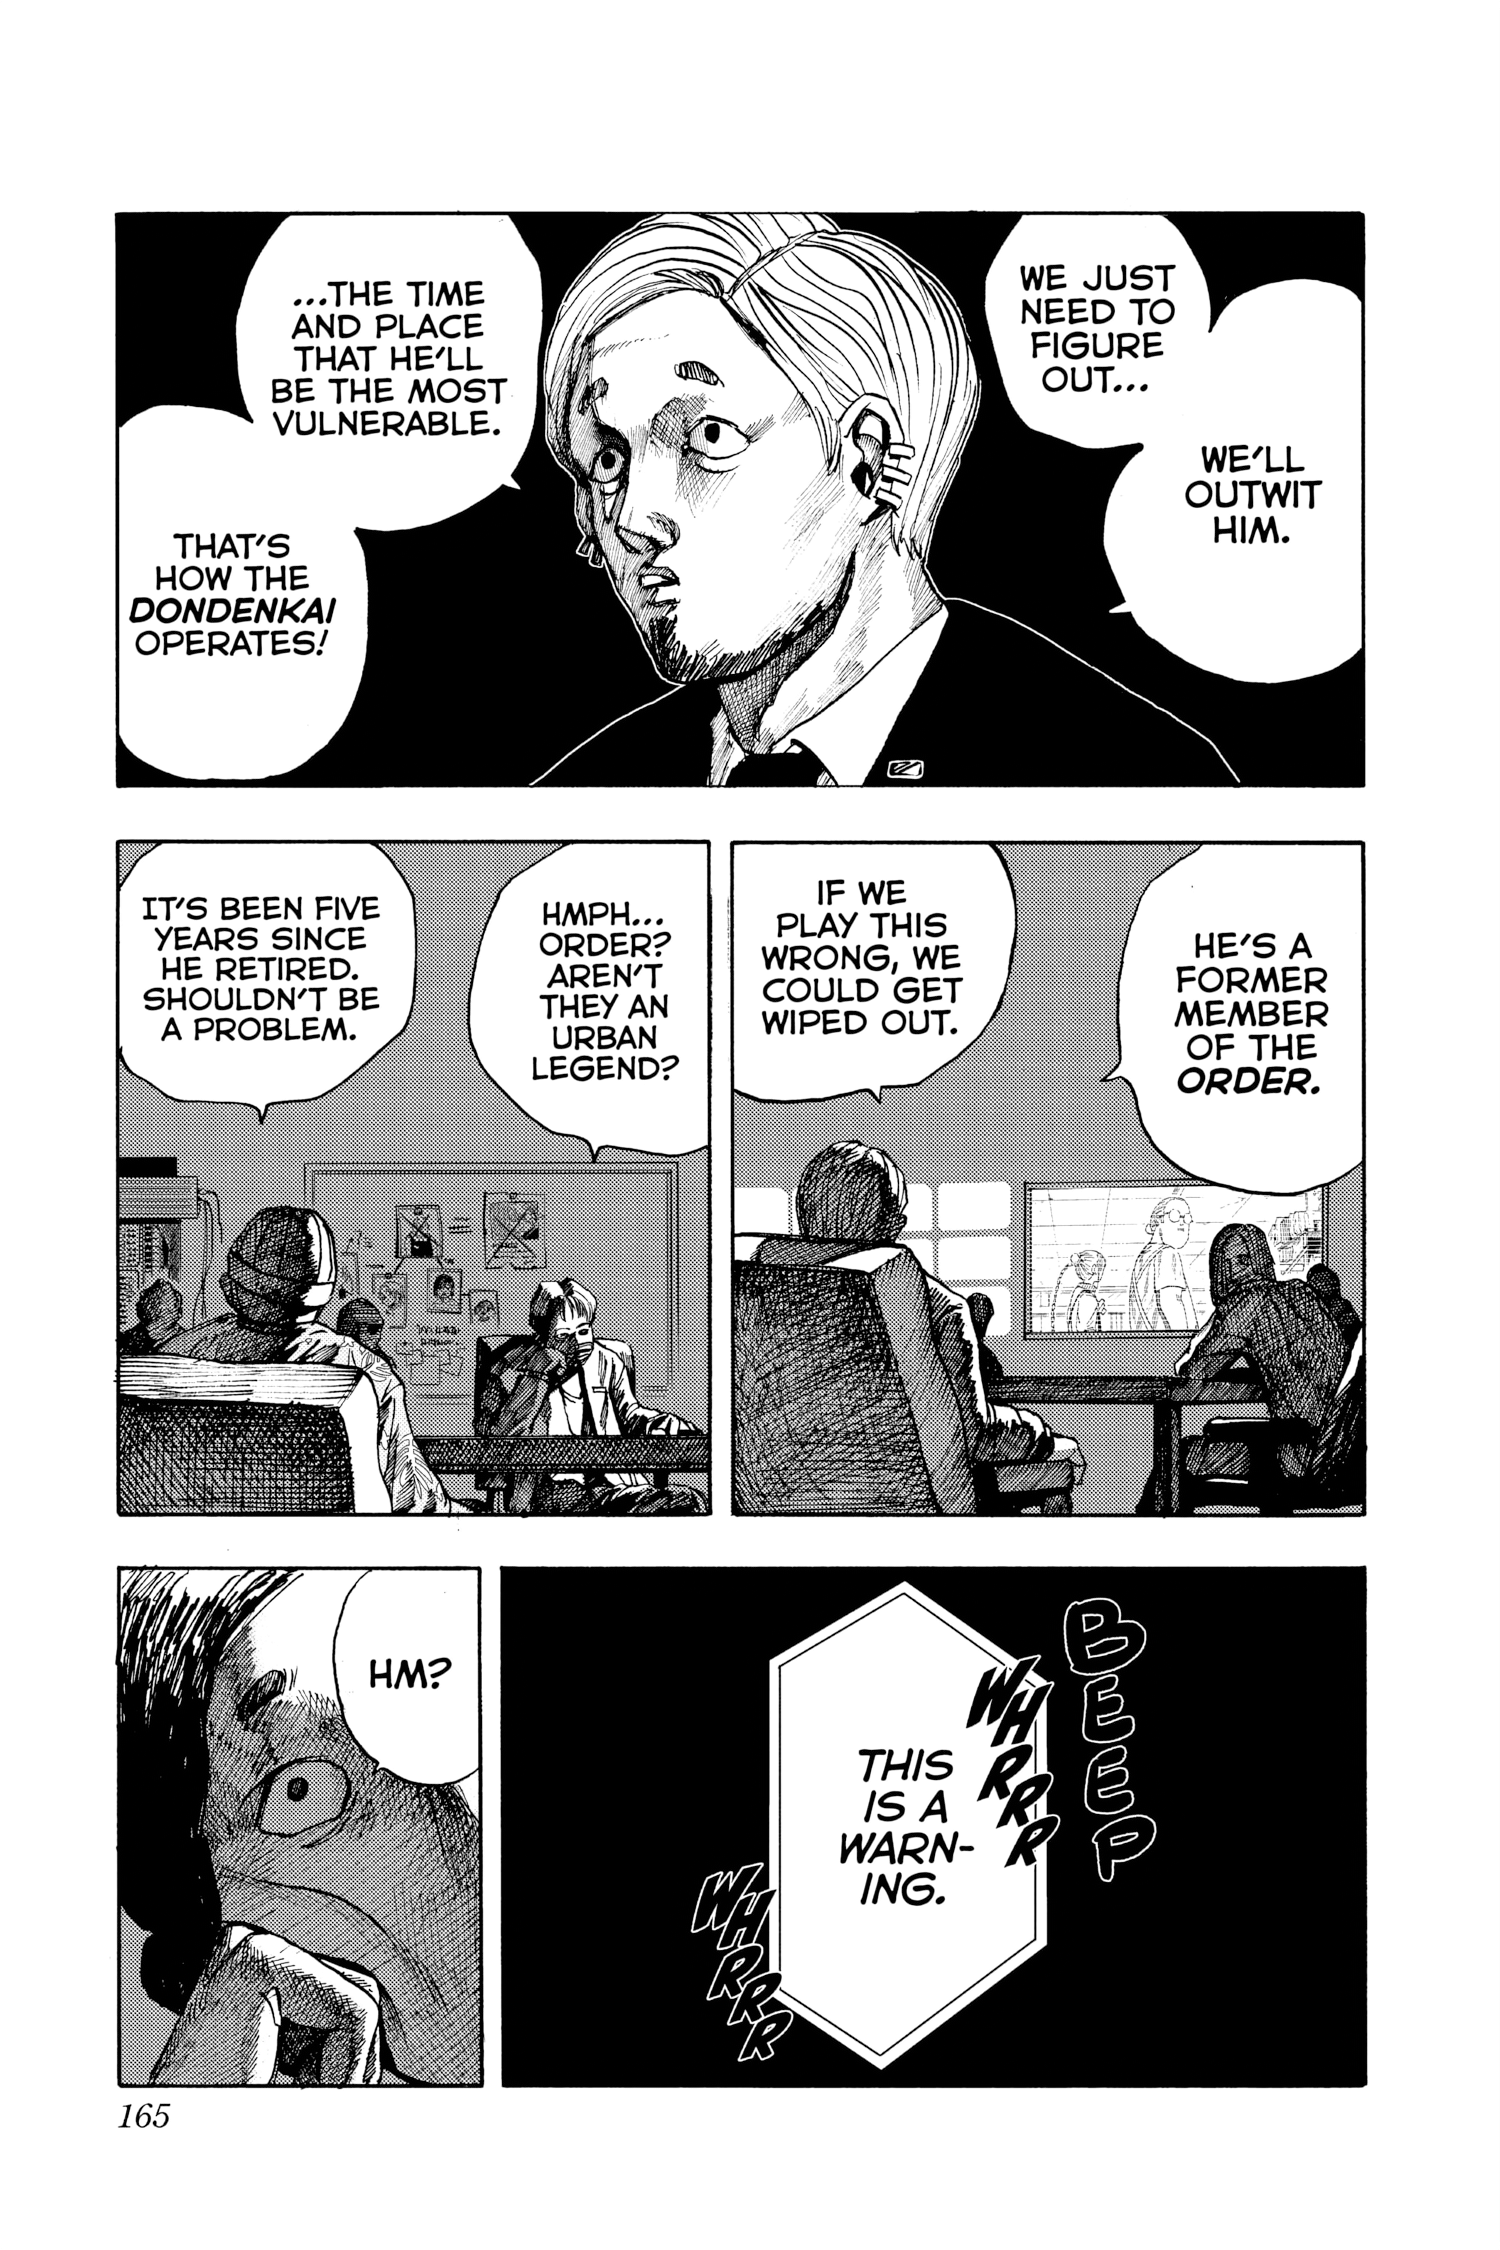 WE JUST
NEED TO
FIGURE
OUT...
WE'LL
OUTWIT
HIM.
...THE TIME
AND PLACE
THAT HE'LL
BE THE MOST
VULNERABLE.
THAT'S
HOW THE
DONDENKAI
OPERATES!
HE'S A
FORMER
MEMBER
OF THE
ORDER.
IF WE
PLAY THIS
WRONG, WE
COULD GET
WIPED OUT.
HMPH...
ORDER?
AREN'T
THEY AN
URBAN
LEGEND?
IT'S BEEN FIVE
YEARS SINCE
HE RETIRED.
SHOULDN'T BE
A PROBLEM.
BEEEP
WHRRR
THIS
IS A
WARN-
ING.
WHRRR
HM?
165